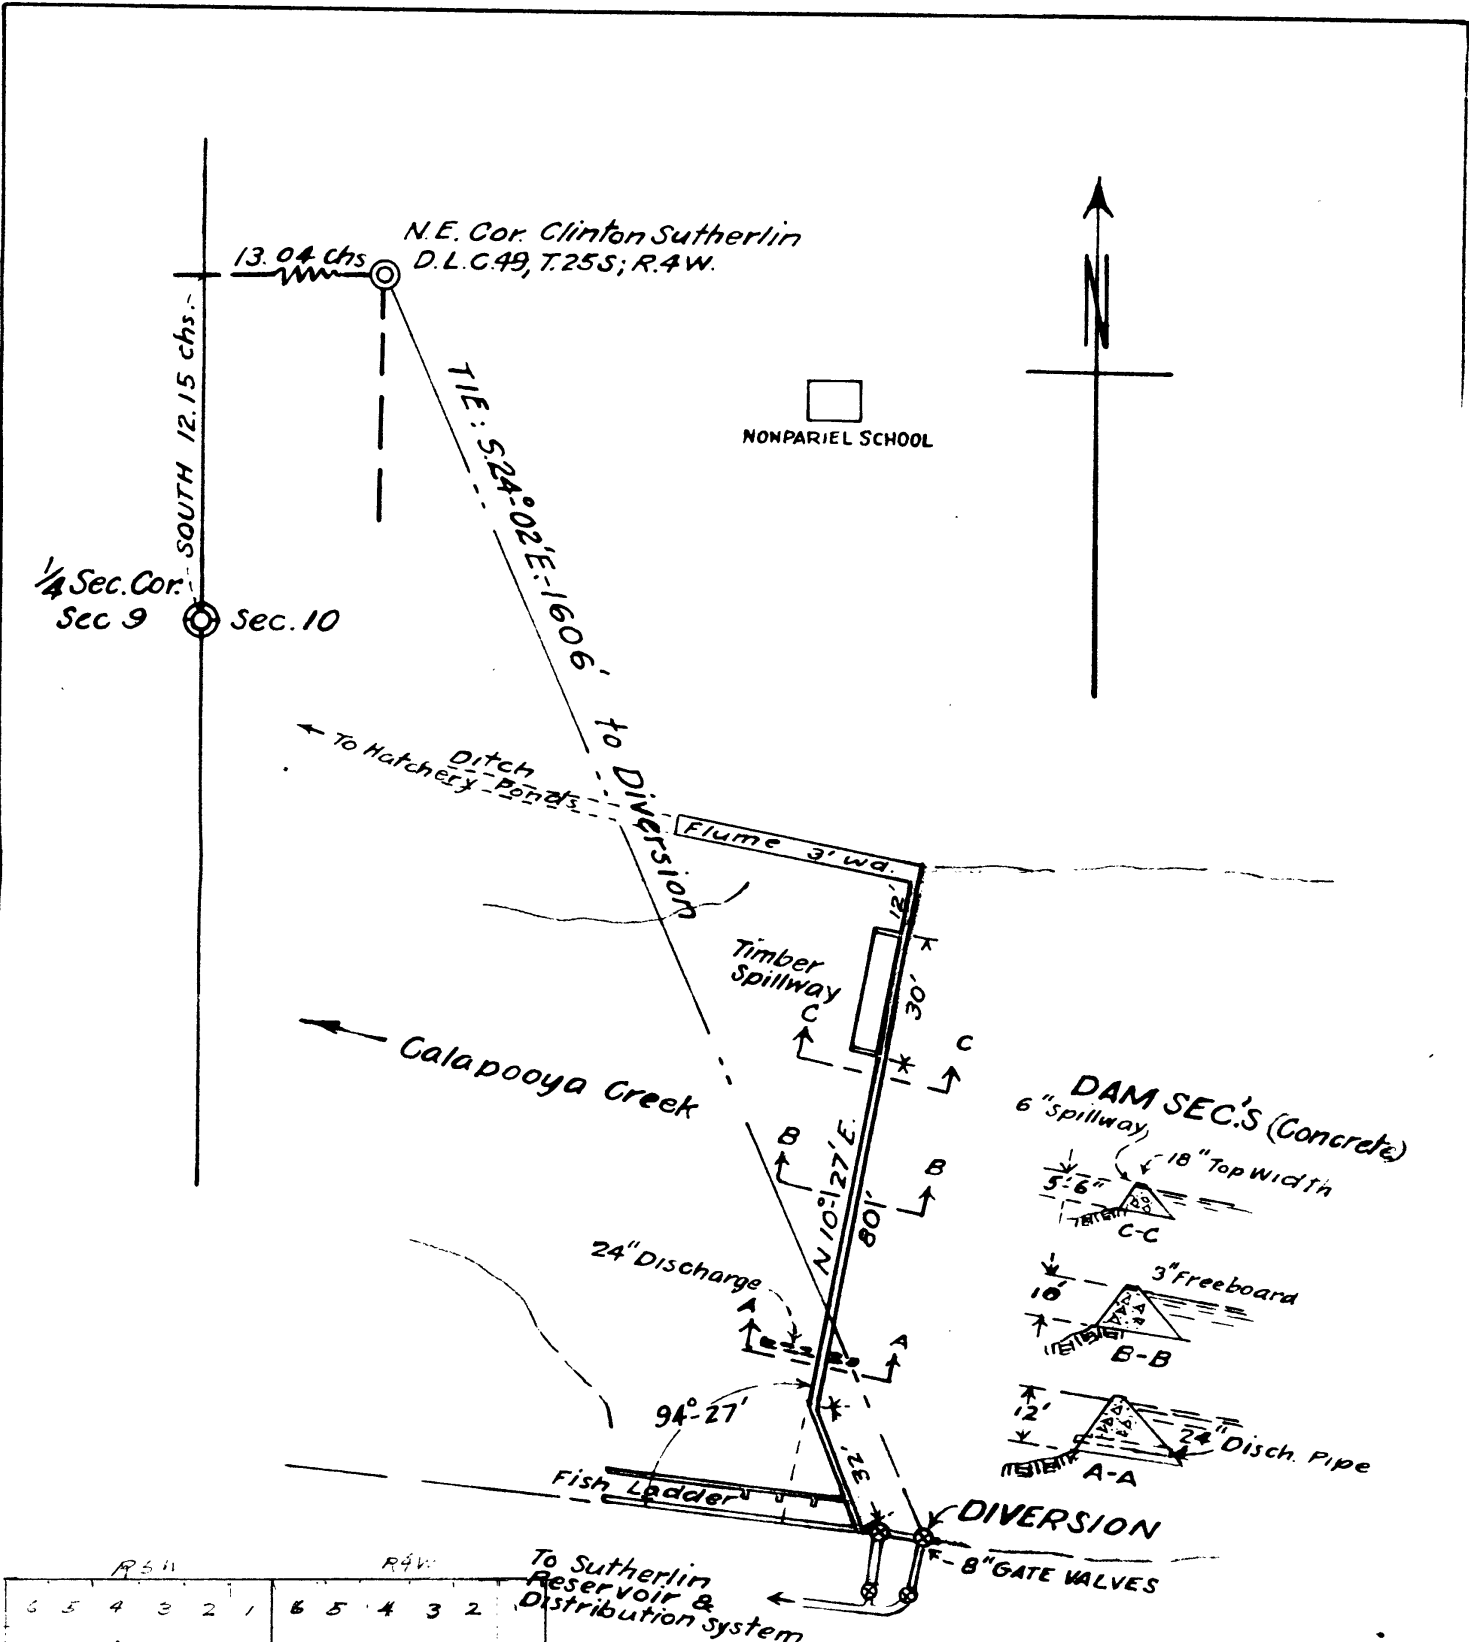 N.E. Cor. Clinton Sutherlin
D.L.C.49, T.25S; R.4W.
13.04 chs
SOUTH 12.15 chs.
N
NONPARIEL SCHOOL
TIE: S.24°-02'E.-1606' to Diversion
1/4 Sec. Cor.
Sec 9
Sec. 10
To Hatchery Ponds
Ditch
Flume 3' wd.
12'
Timber
Spillway
30'
C
C
Calapooya Creek
DAM SEC.'S (Concrete)
6" Spillway
18" Top Width
5'-6"
C-C
B
B
N 10°-27' E.
801'
24" Discharge
3" Freeboard
10'
B-B
A
A
94°-27'
12'
24" Disch. Pipe
A-A
32'
Fish Ladder
DIVERSION
8" GATE VALVES
To Sutherlin
Reservoir &
Distribution System
R5W R4W
6 5 4 3 2 1 6 5 4 3 2